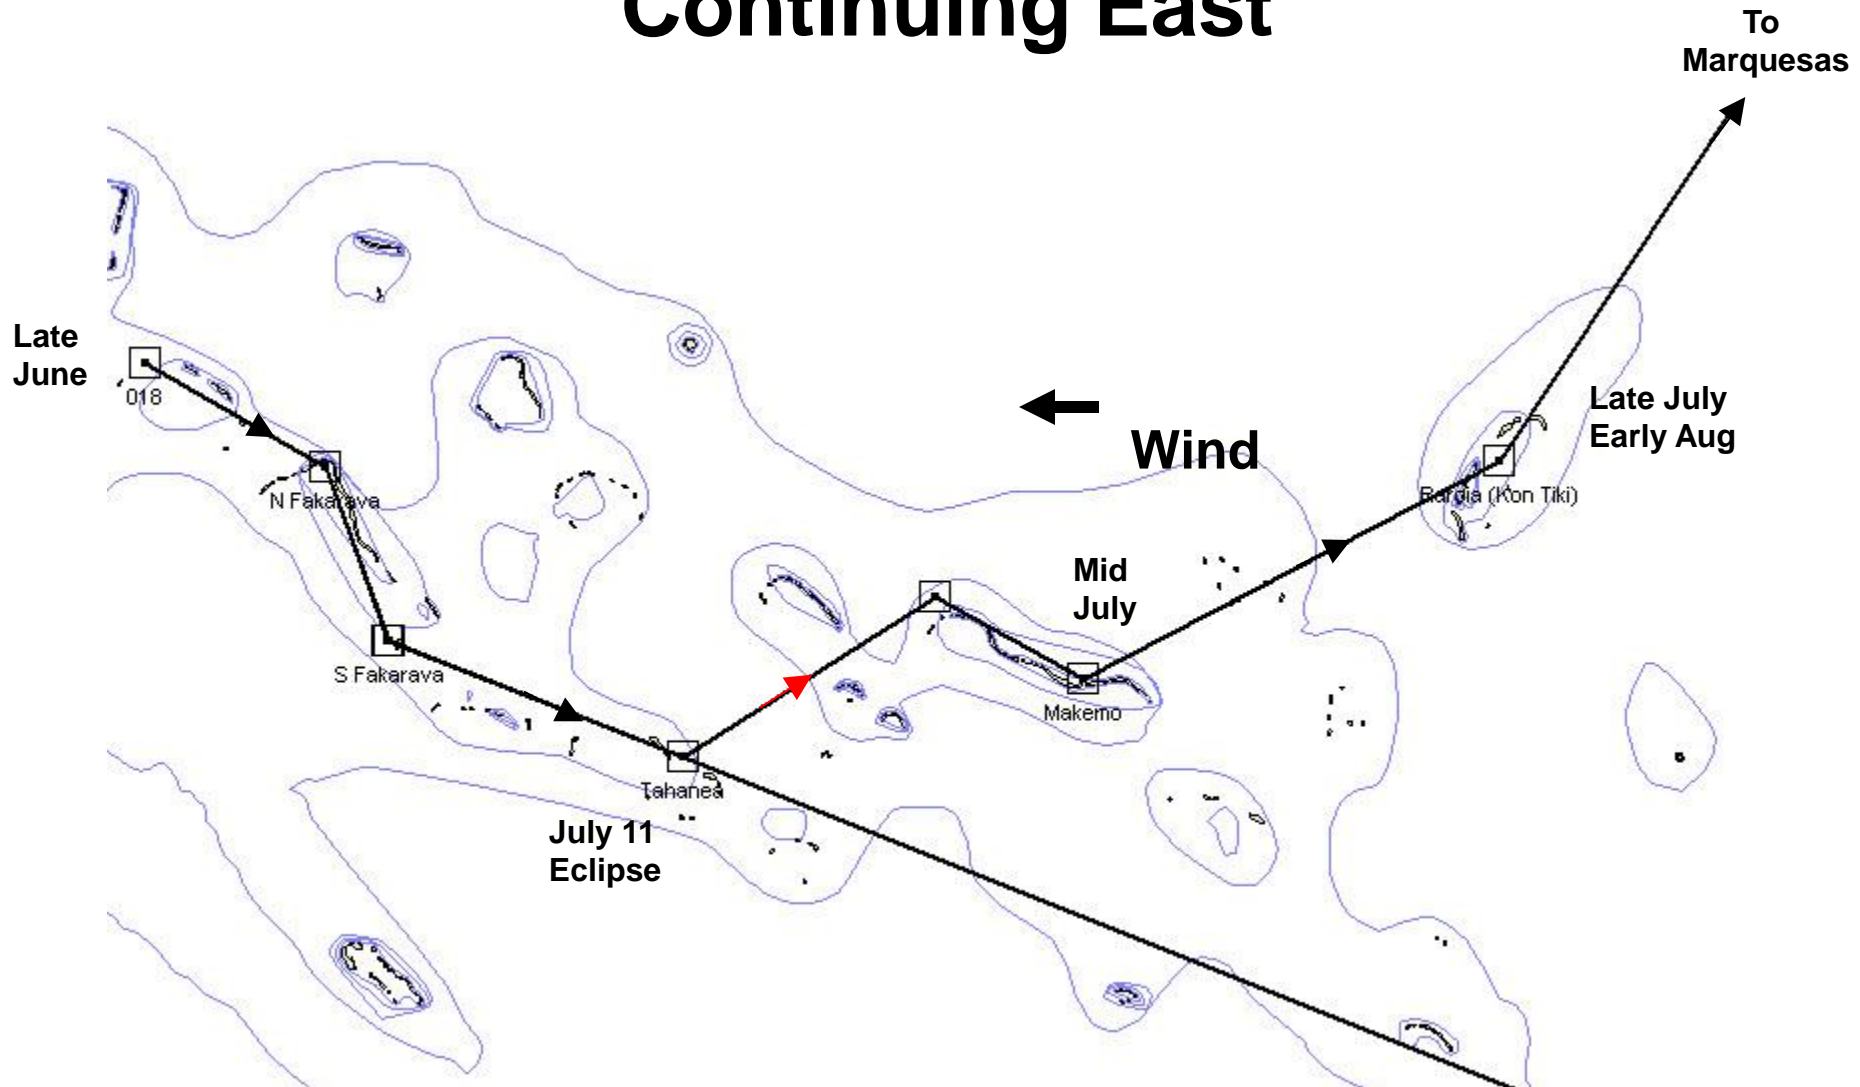 Continuing East
To
Marquesas
Late
June
018
N Fakarava
Wind
Late July
Early Aug
Raroia (Kon Tiki)
Mid
July
S Fakarava
Makemo
Tahanea
July 11
Eclipse